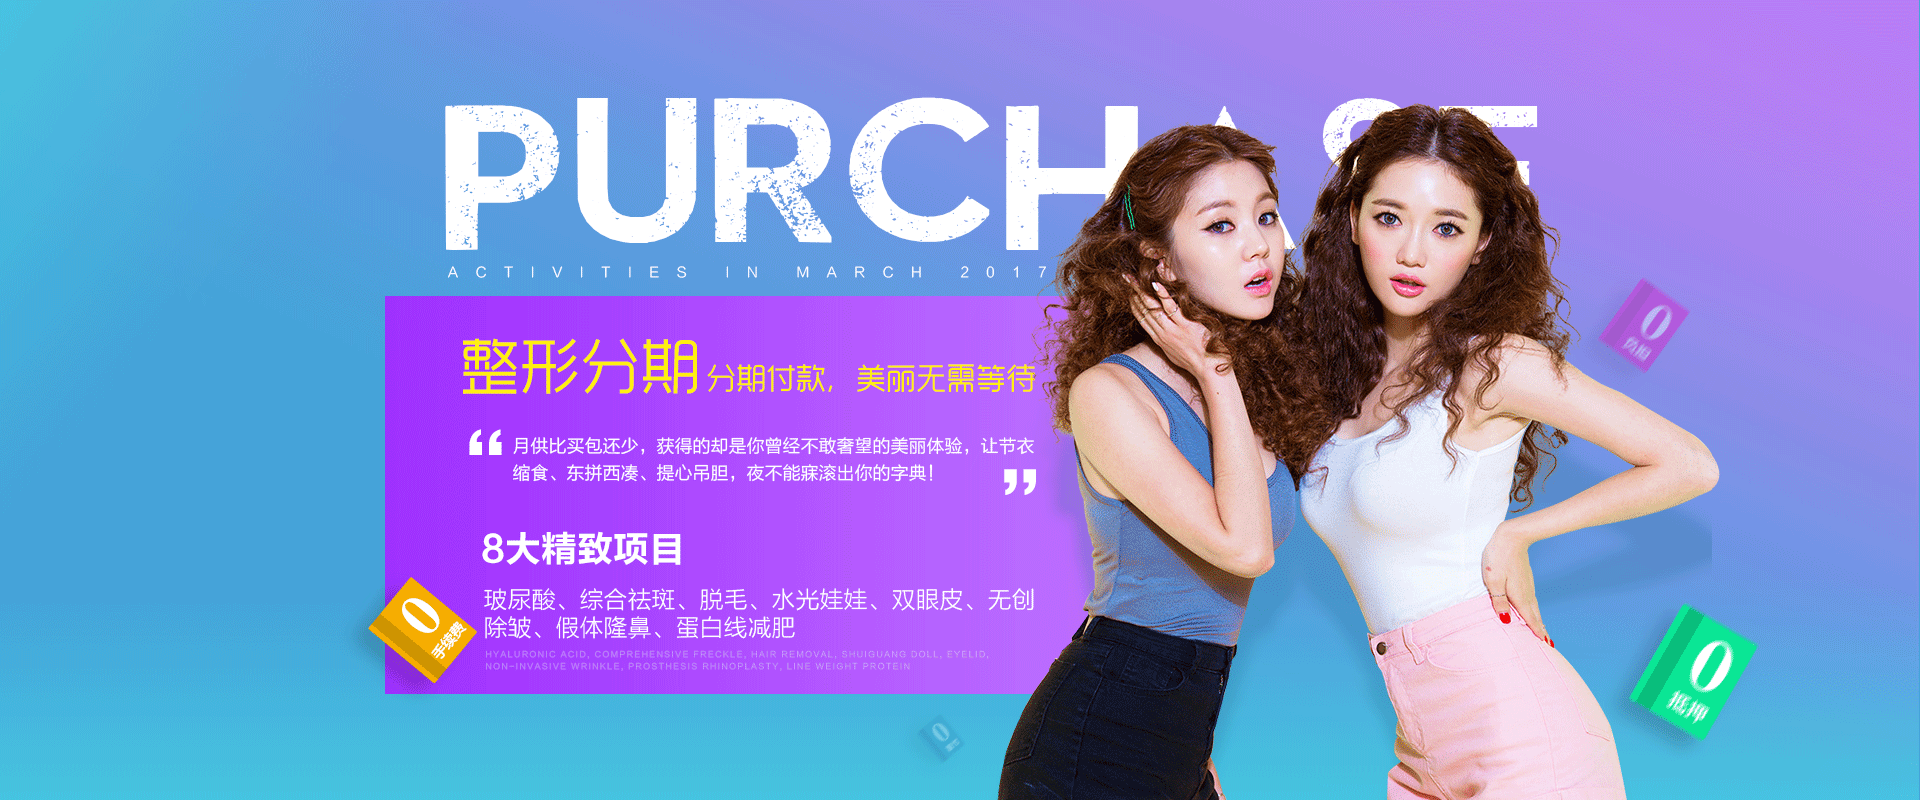 PURCHASE
ACTIVITIES IN MARCH 2017
整形分期 分期付款，美丽无需等待
“ 月供比买包还少，获得的却是你曾经不敢奢望的美丽体验，让节衣
缩食、东拼西凑、提心吊胆，夜不能寐滚出你的字典！ ”
8大精致项目
玻尿酸、综合祛斑、脱毛、水光娃娃、双眼皮、无创
除皱、假体隆鼻、蛋白线减肥
HYALURONIC ACID, COMPREHENSIVE FRECKLE, HAIR REMOVAL, SHUIGUANG DOLL, EYELID,
NON-INVASIVE WRINKLE, PROSTHESIS RHINOPLASTY, LINE WEIGHT PROTEIN
0
手续费
0
0
抵押
0